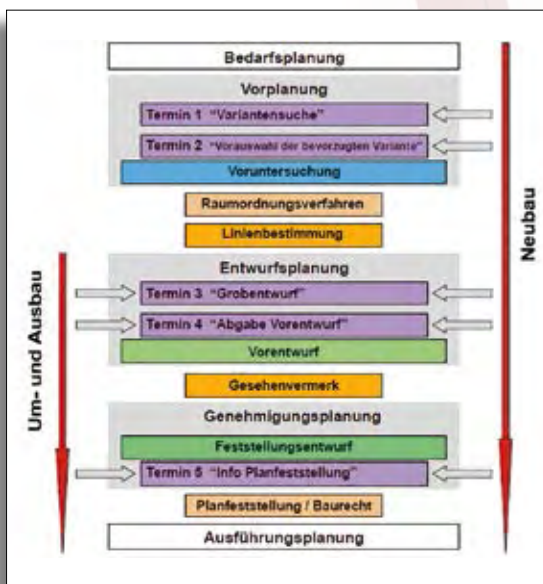 Bedarfsplanung
Vorplanung
Termin 1 "Variantensuche"
Termin 2 "Vorauswahl der bevorzugten Variante"
Voruntersuchung
Raumordnungsverfahren
Linienbestimmung
Entwurfsplanung
Termin 3 "Grobentwurf"
Termin 4 "Abgabe Vorentwurf"
Vorentwurf
Gesehenvermerk
Genehmigungsplanung
Feststellungsentwurf
Termin 5 "Info Planfeststellung"
Planfeststellung / Baurecht
Ausführungsplanung
Um- und Ausbau
Neubau